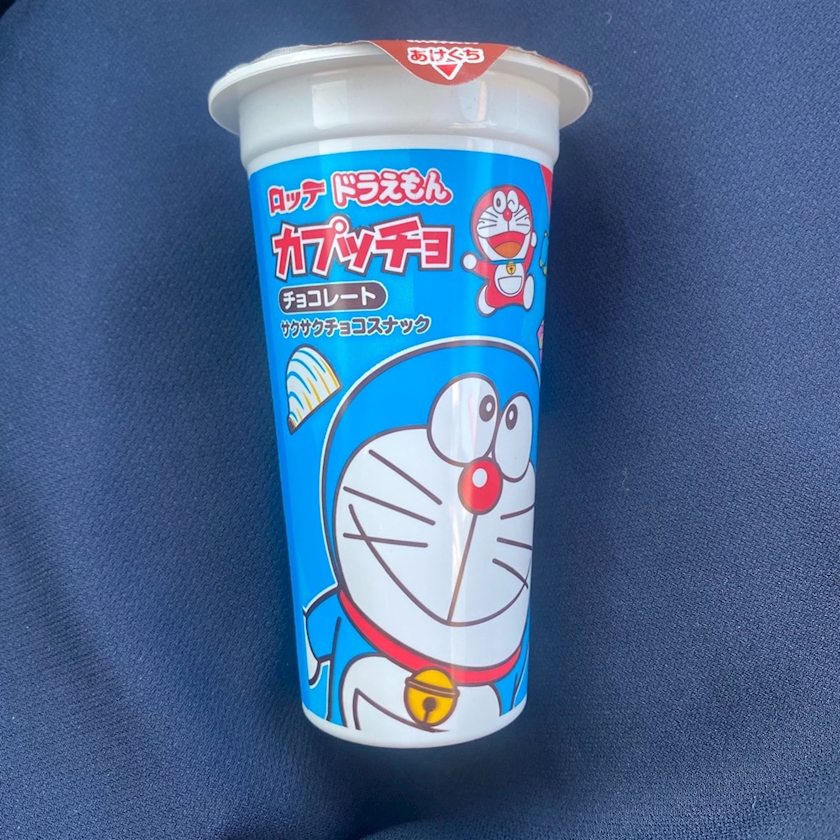 あけくち
ロッテ ドラえもん
カプッチョ
チョコレート
サクサクチョコスナック